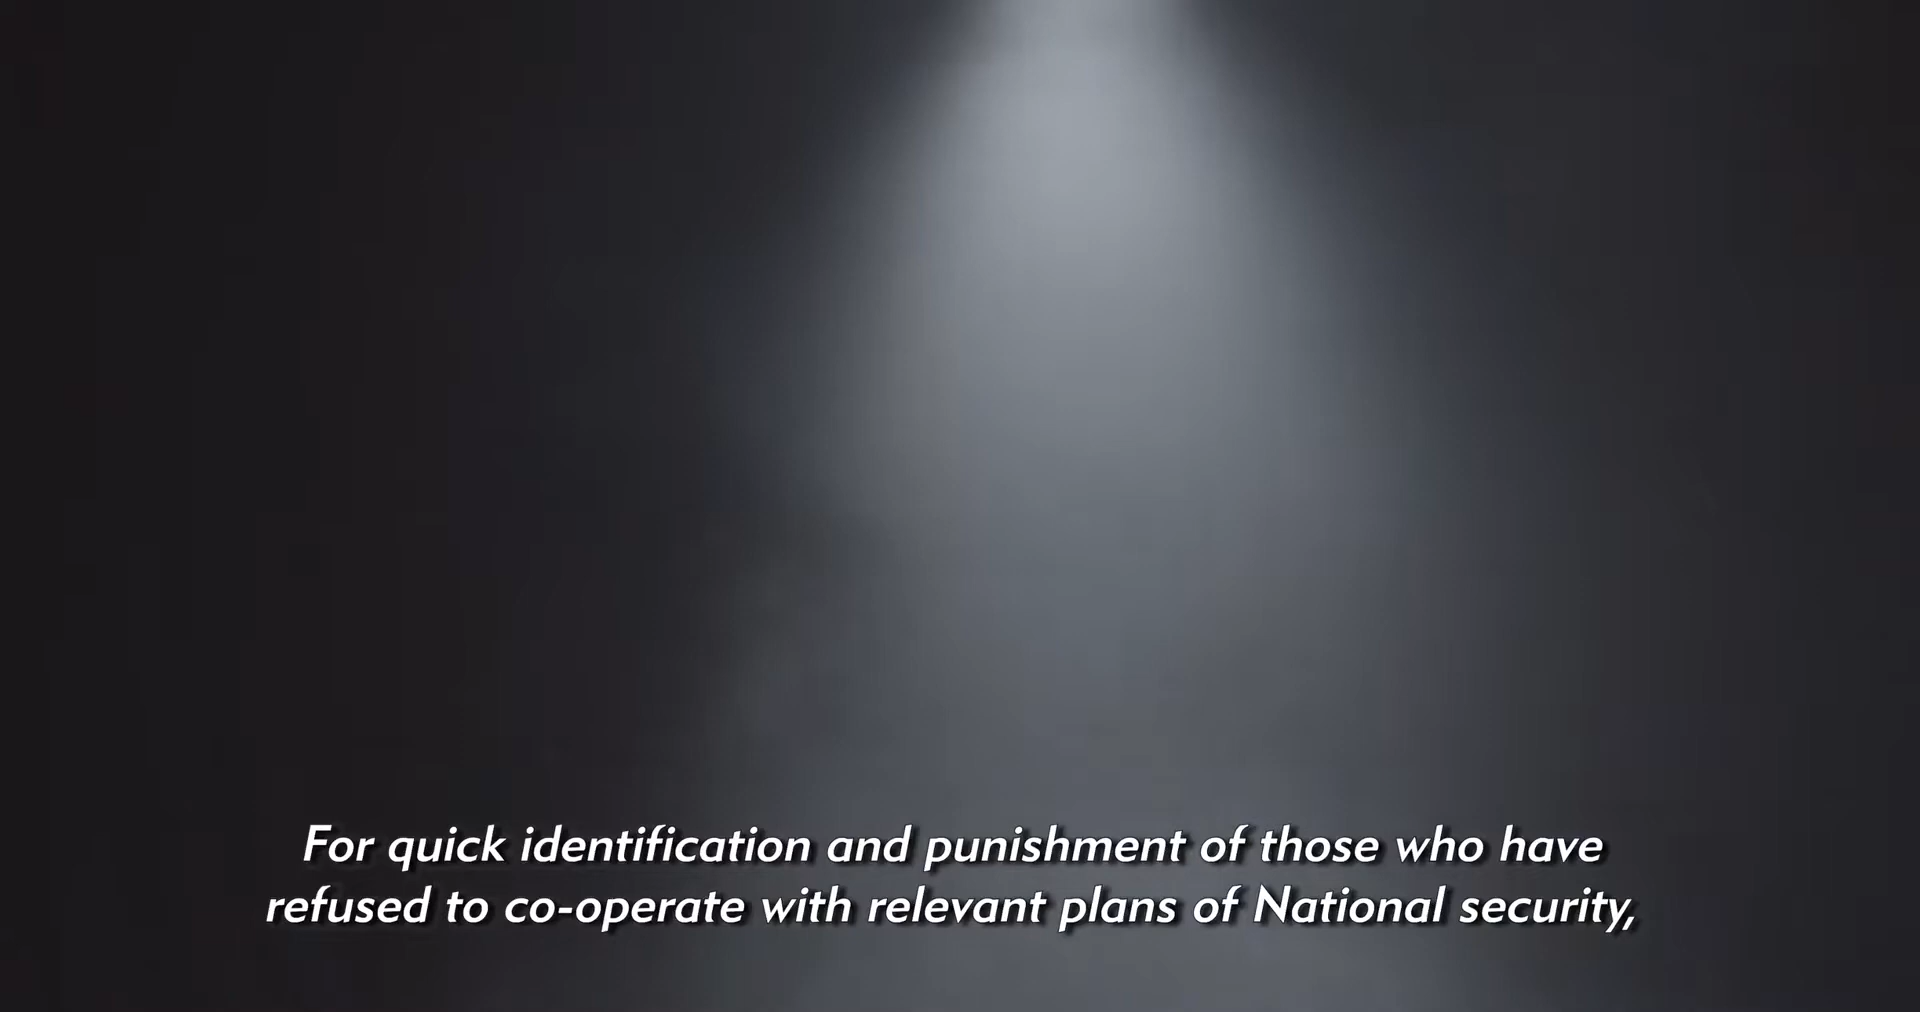 For quick identification and punishment of those who have
refused to co-operate with relevant plans of National security,